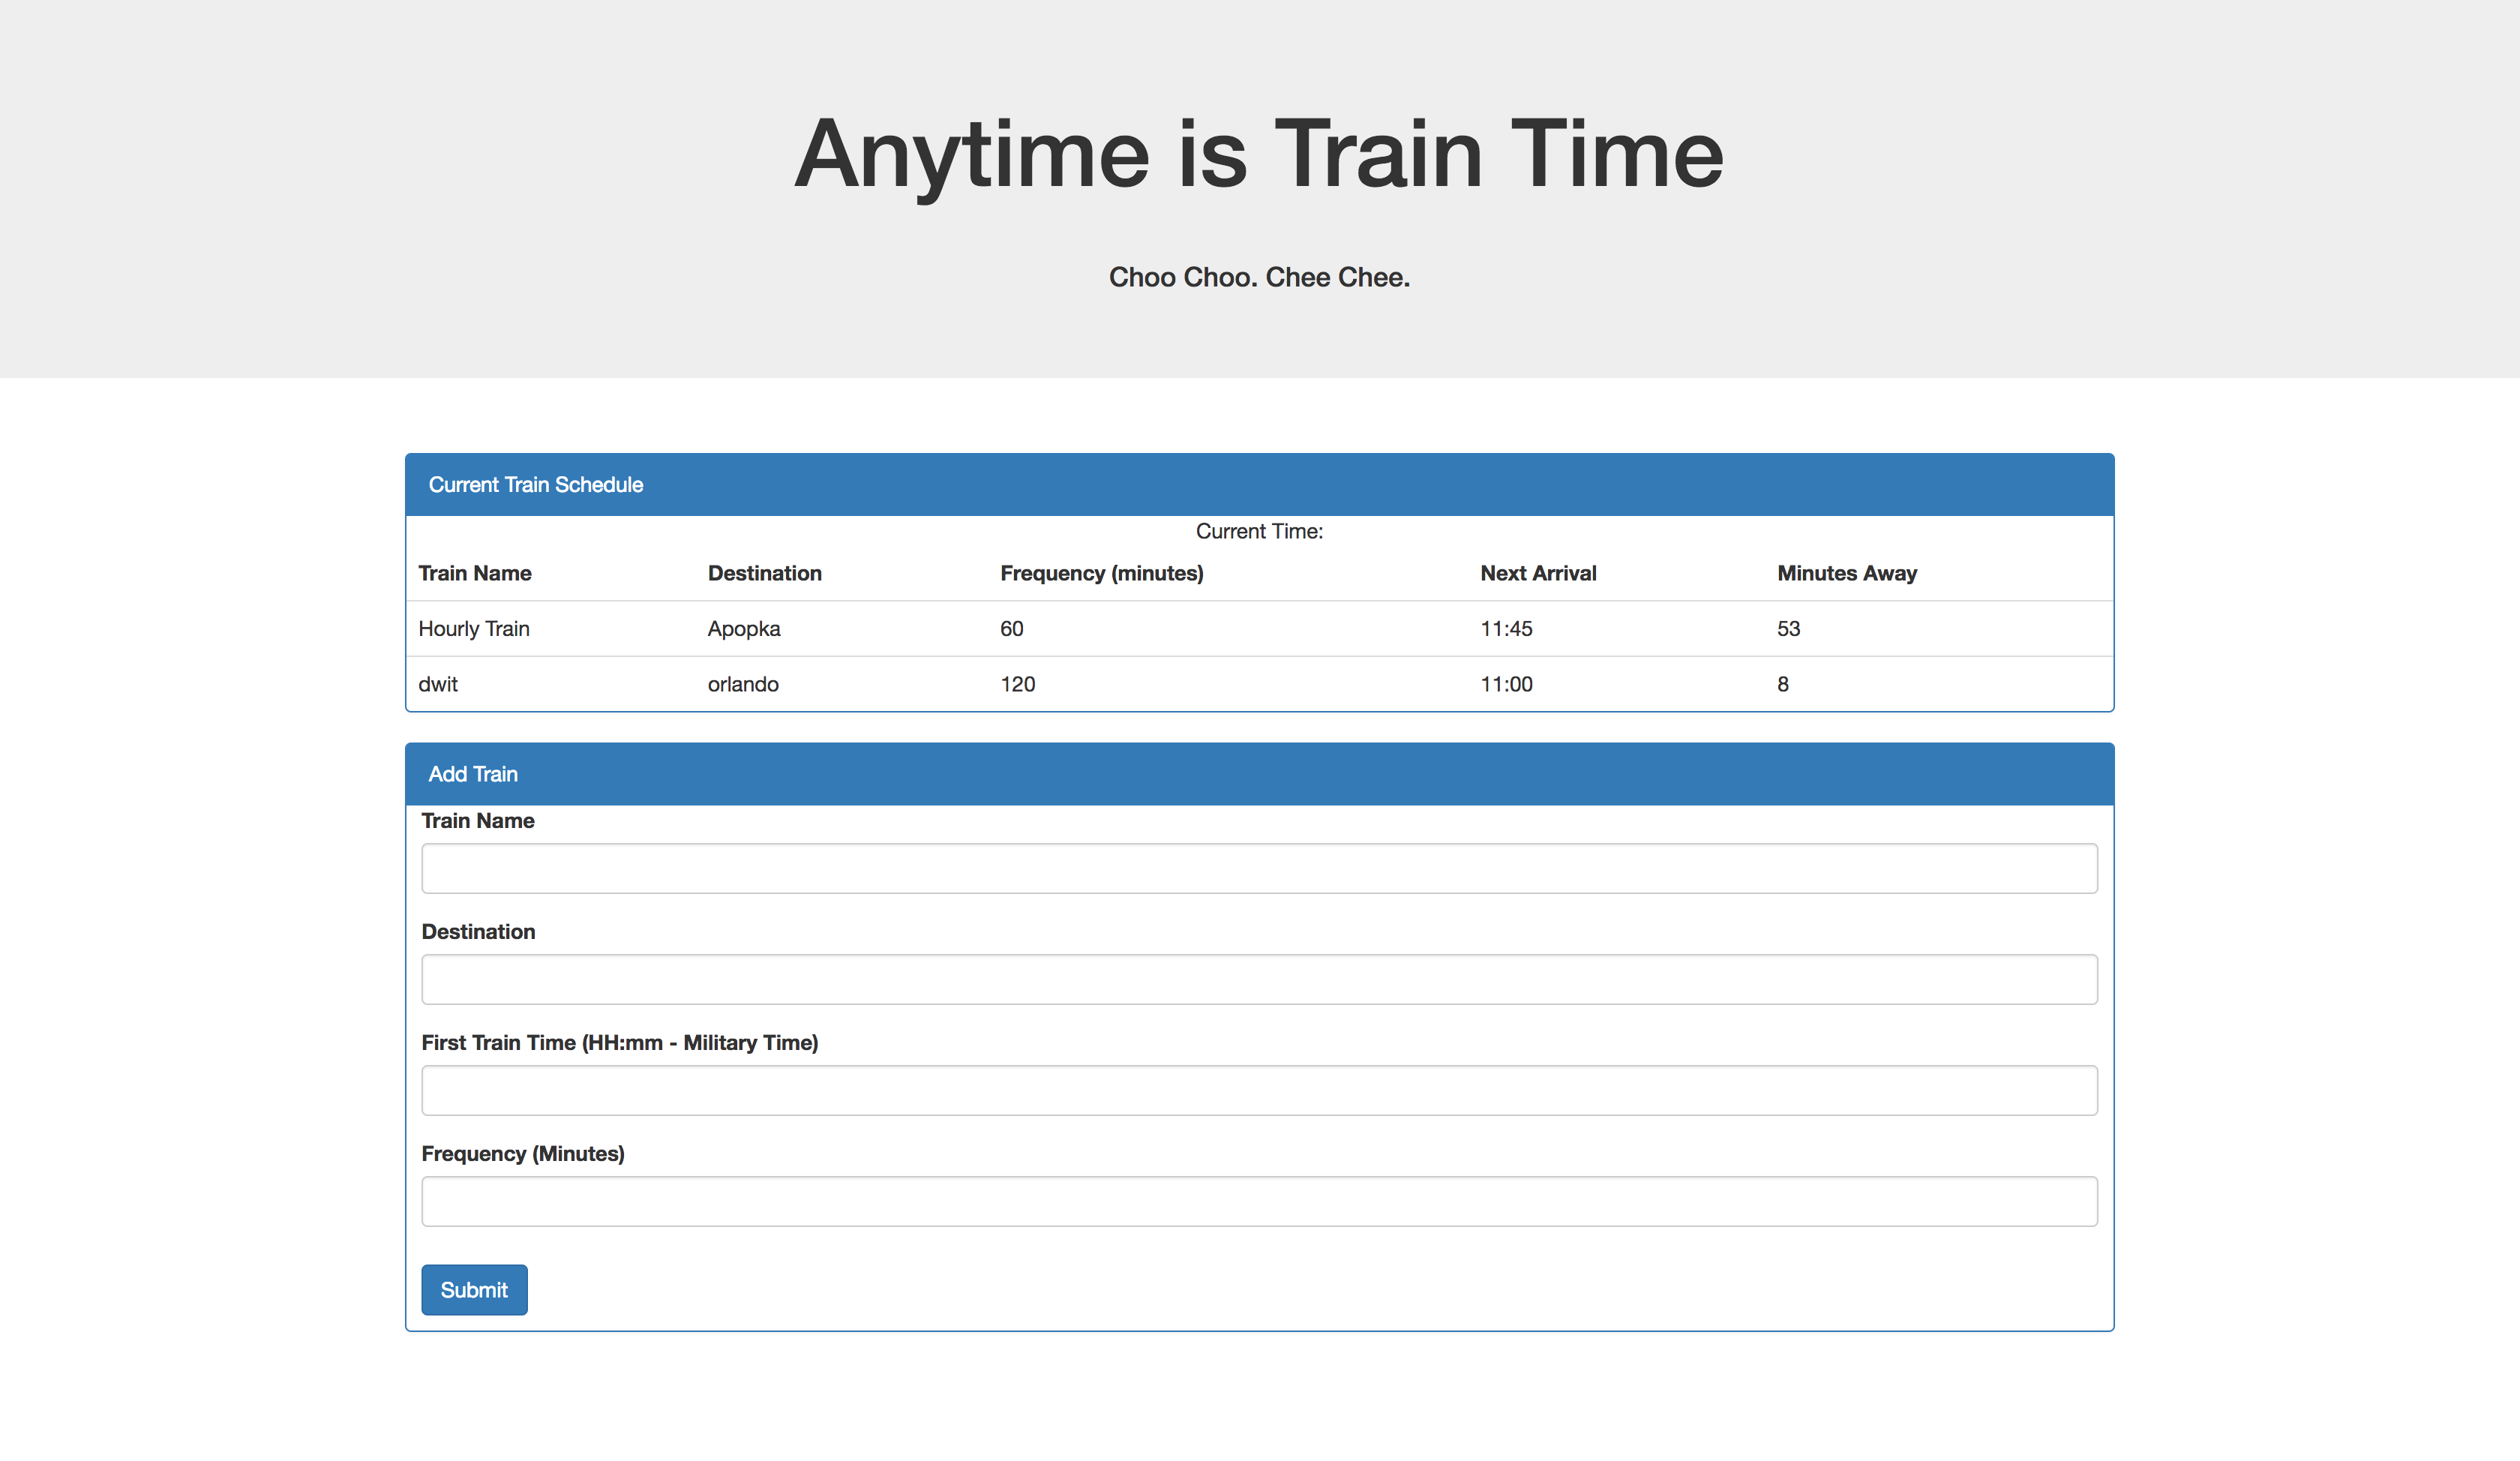 Anytime is Train Time
Choo Choo. Chee Chee.
Current Train Schedule
Current Time:
Train Name Destination Frequency (minutes) Next Arrival Minutes Away
Hourly Train Apopka 60 11:45 53
dwit orlando 120 11:00 8
Add Train
Train Name
Destination
First Train Time (HH:mm - Military Time)
Frequency (Minutes)
Submit